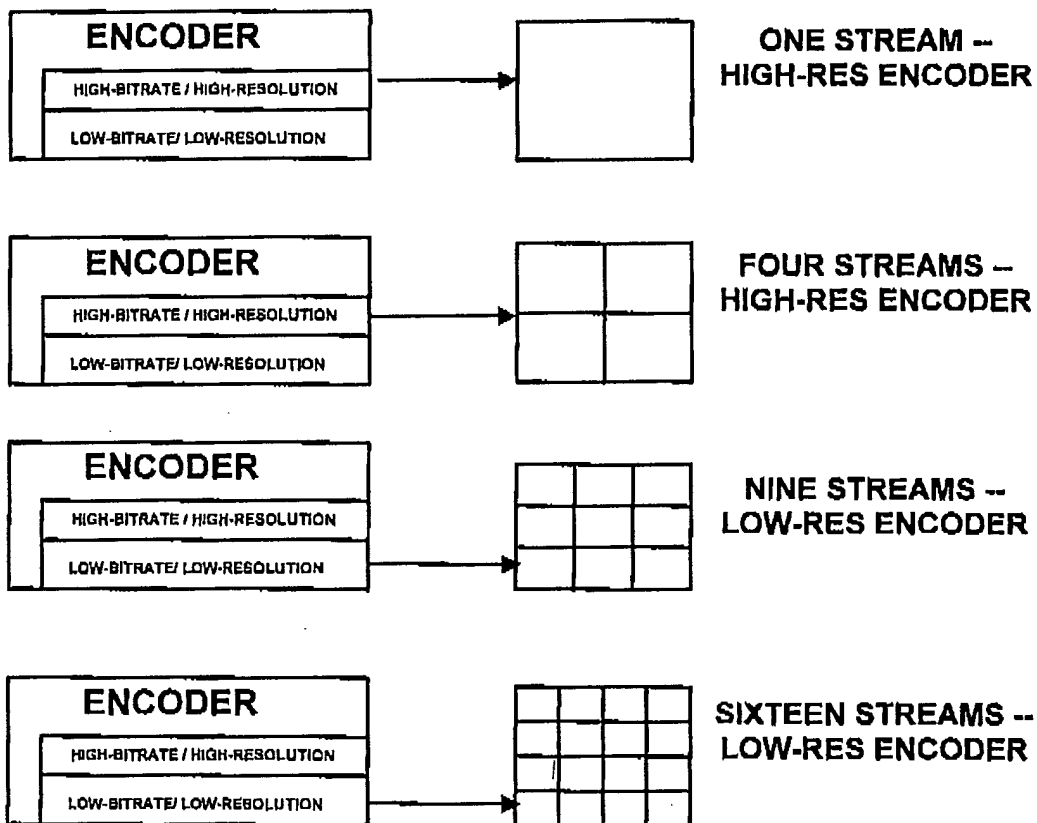 ENCODER
HIGH-BITRATE / HIGH-RESOLUTION
LOW-BITRATE/ LOW-RESOLUTION
ONE STREAM --
HIGH-RES ENCODER
ENCODER
HIGH-BITRATE / HIGH-RESOLUTION
LOW-BITRATE/ LOW-RESOLUTION
FOUR STREAMS --
HIGH-RES ENCODER
ENCODER
HIGH-BITRATE / HIGH-RESOLUTION
LOW-BITRATE/ LOW-RESOLUTION
NINE STREAMS --
LOW-RES ENCODER
ENCODER
HIGH-BITRATE / HIGH-RESOLUTION
LOW-BITRATE/ LOW-RESOLUTION
SIXTEEN STREAMS --
LOW-RES ENCODER